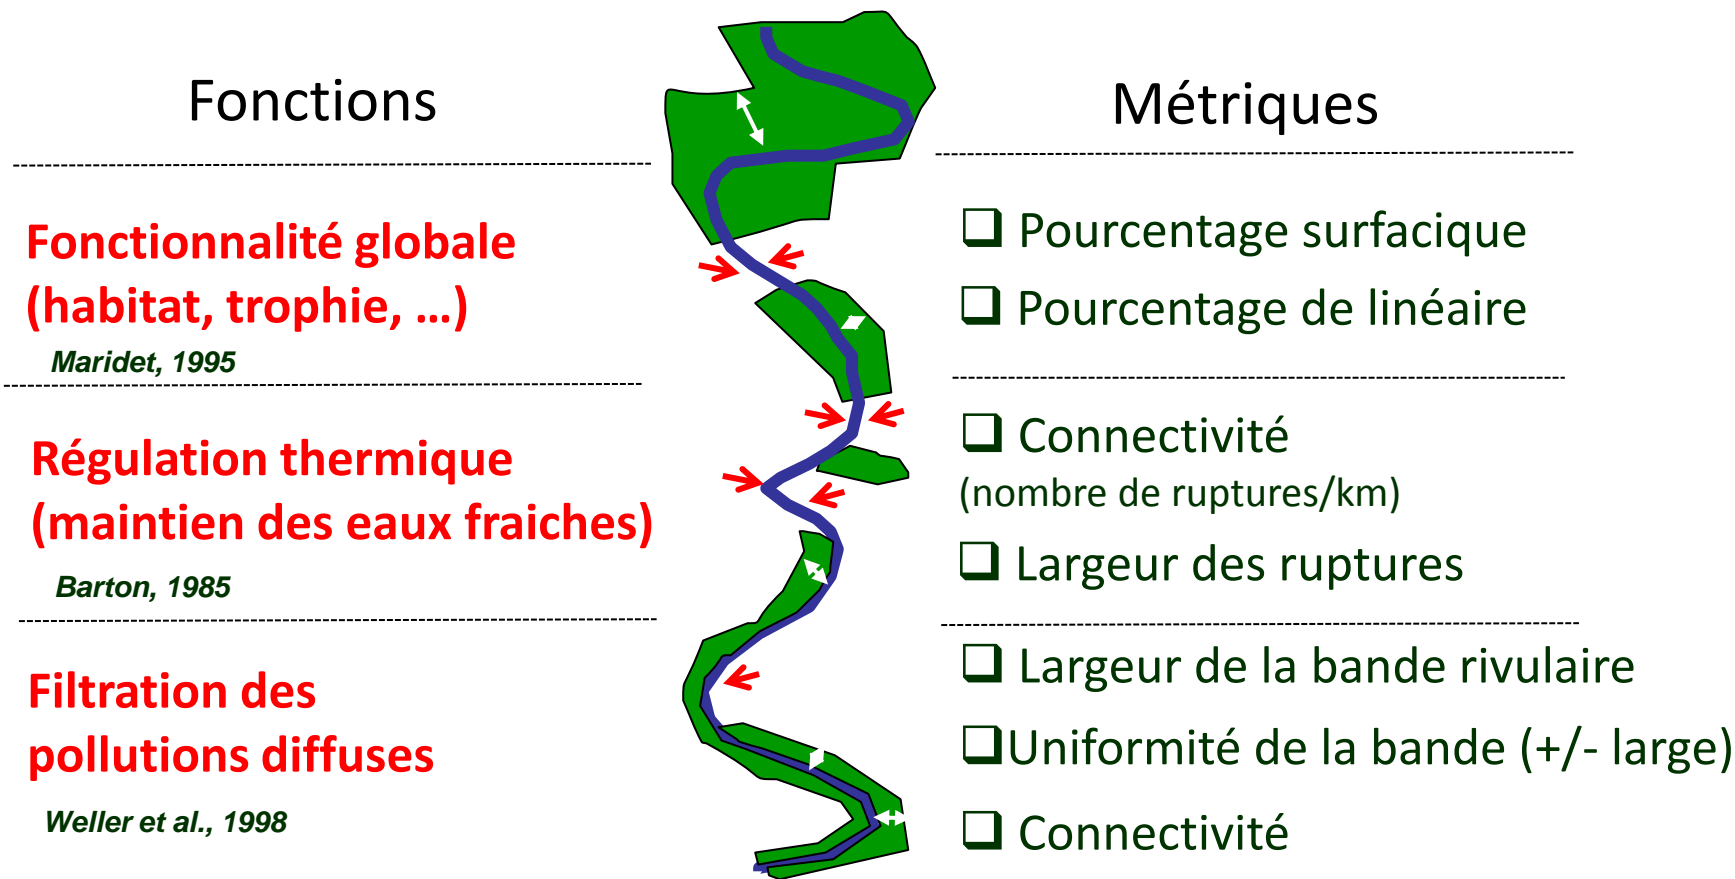 Fonctions
Métriques
Fonctionnalité globale
(habitat, trophie, ...)
Maridet, 1995
❑ Pourcentage surfacique
❑ Pourcentage de linéaire
Régulation thermique
(maintien des eaux fraiches)
Barton, 1985
❑ Connectivité
(nombre de ruptures/km)
❑ Largeur des ruptures
Filtration des
pollutions diffuses
Weller et al., 1998
❑ Largeur de la bande rivulaire
❑Uniformité de la bande (+/- large)
❑ Connectivité